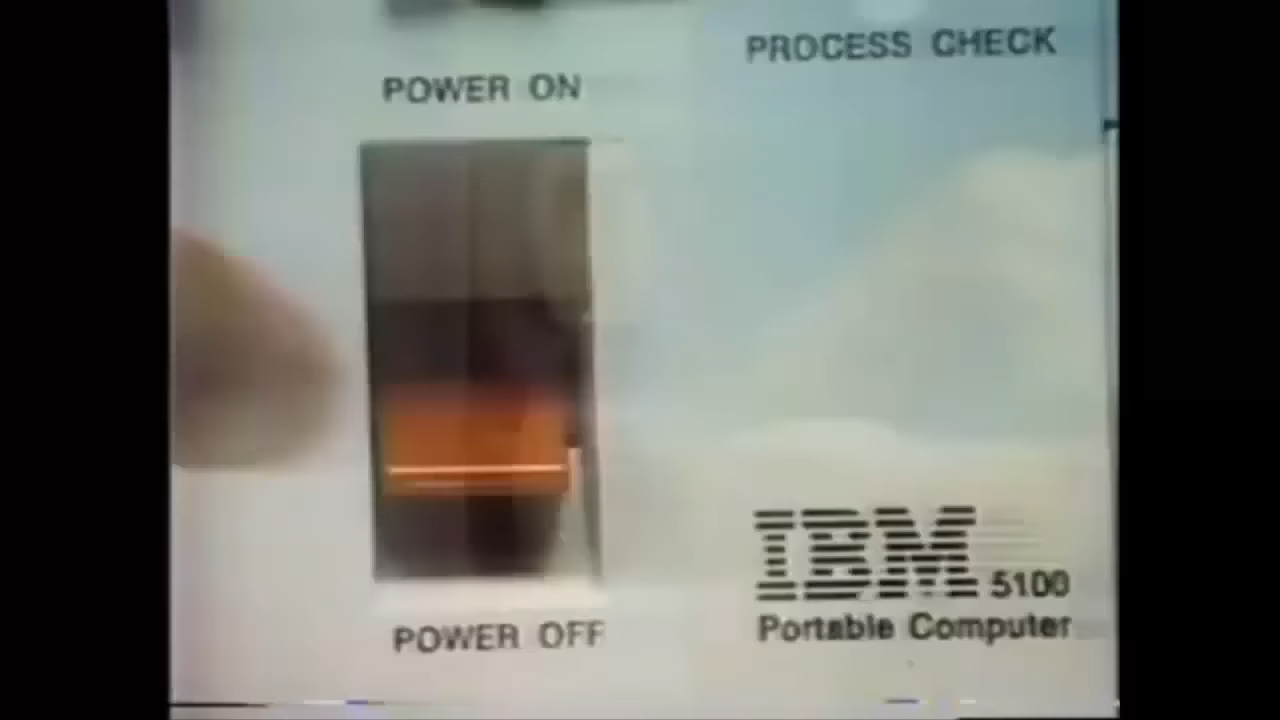 PROCESS CHECK
POWER ON
IBM 5100
Portable Computer
POWER OFF